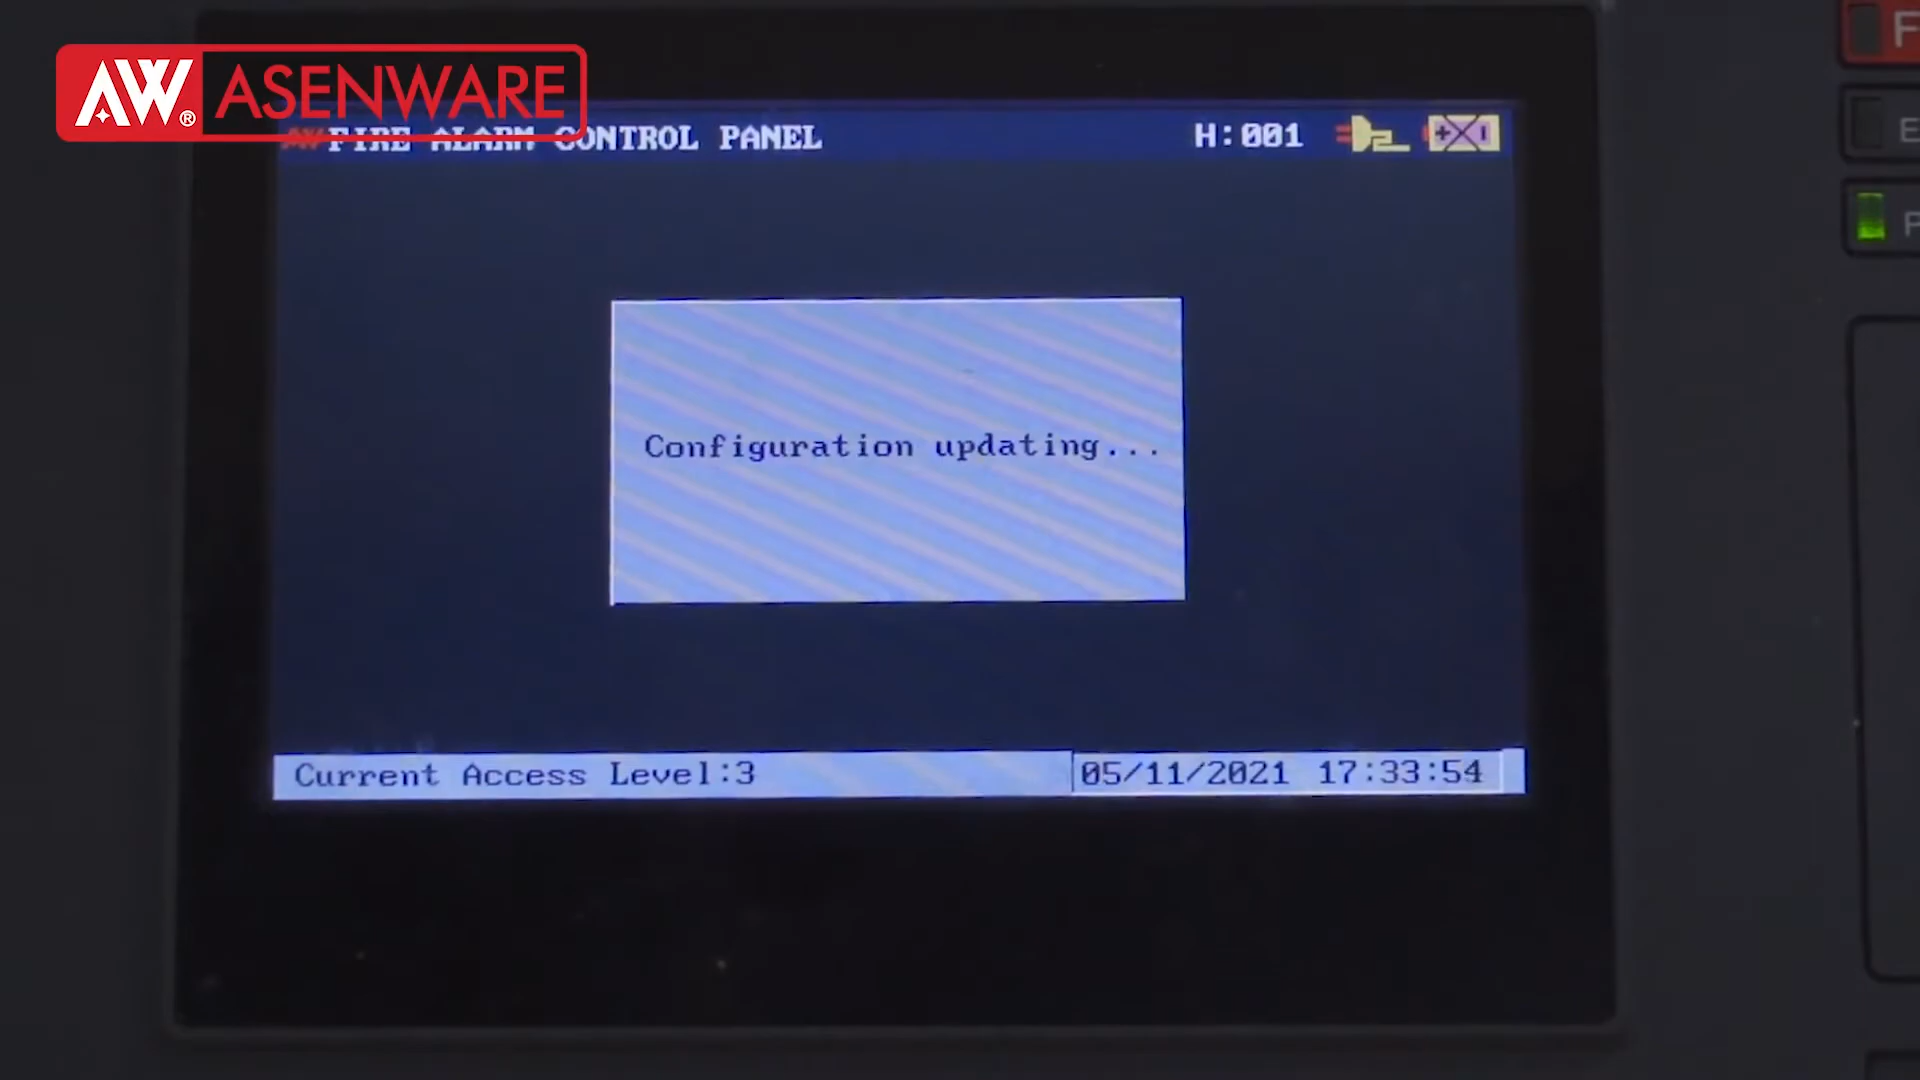 AW® ASENWARE
AW FIRE ALARM CONTROL PANEL H:001
F
E
P
Configuration updating...
Current Access Level:3 05/11/2021 17:33:54